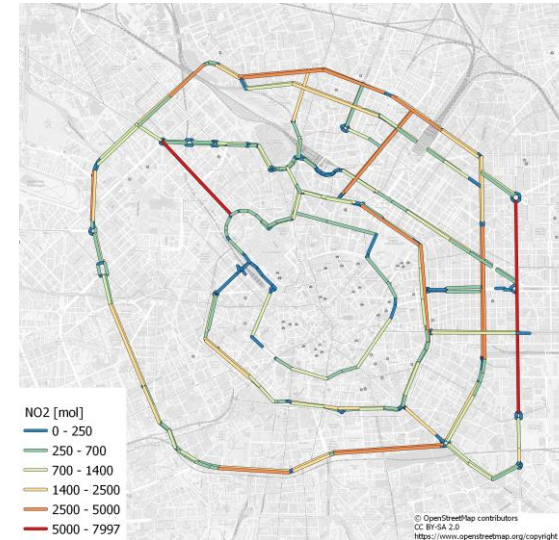 NO2 [mol]
0 - 250
250 - 700
700 - 1400
1400 - 2500
2500 - 5000
5000 - 7997
© OpenStreetMap contributors
CC BY-SA 2.0
https://www.openstreetmap.org/copyright